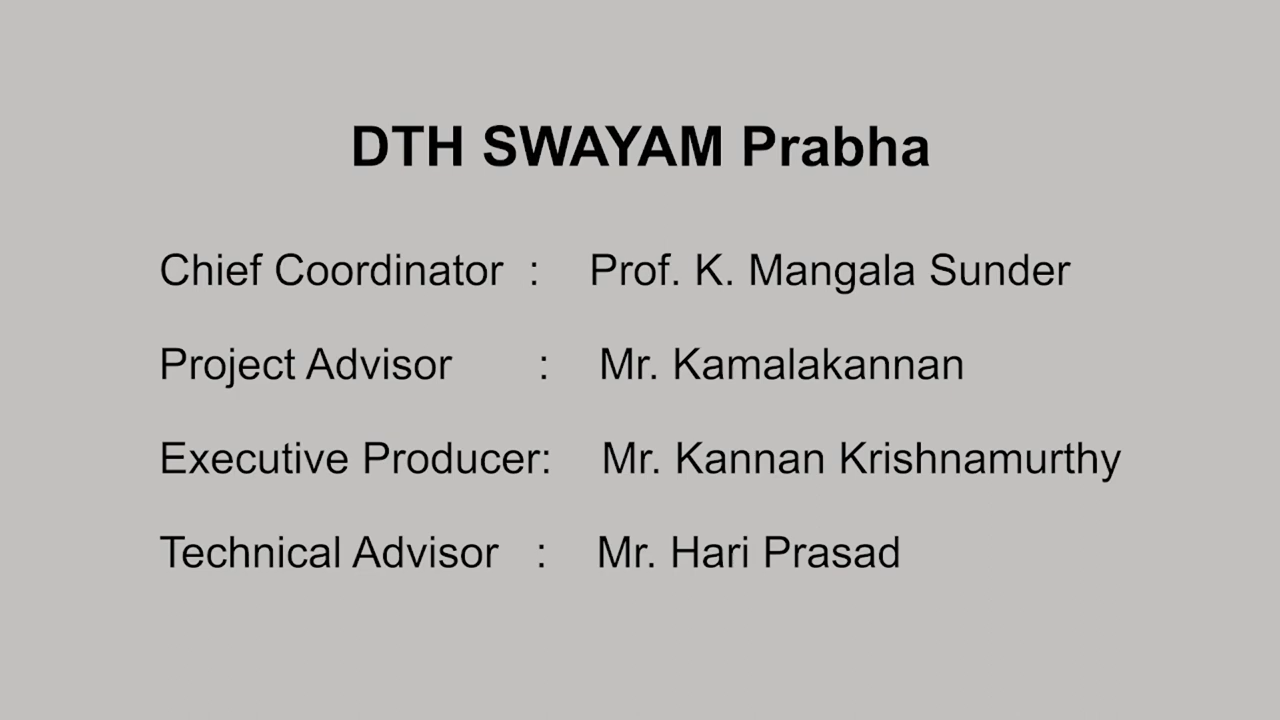 DTH SWAYAM Prabha
Chief Coordinator : Prof. K. Mangala Sunder
Project Advisor : Mr. Kamalakannan
Executive Producer: Mr. Kannan Krishnamurthy
Technical Advisor : Mr. Hari Prasad